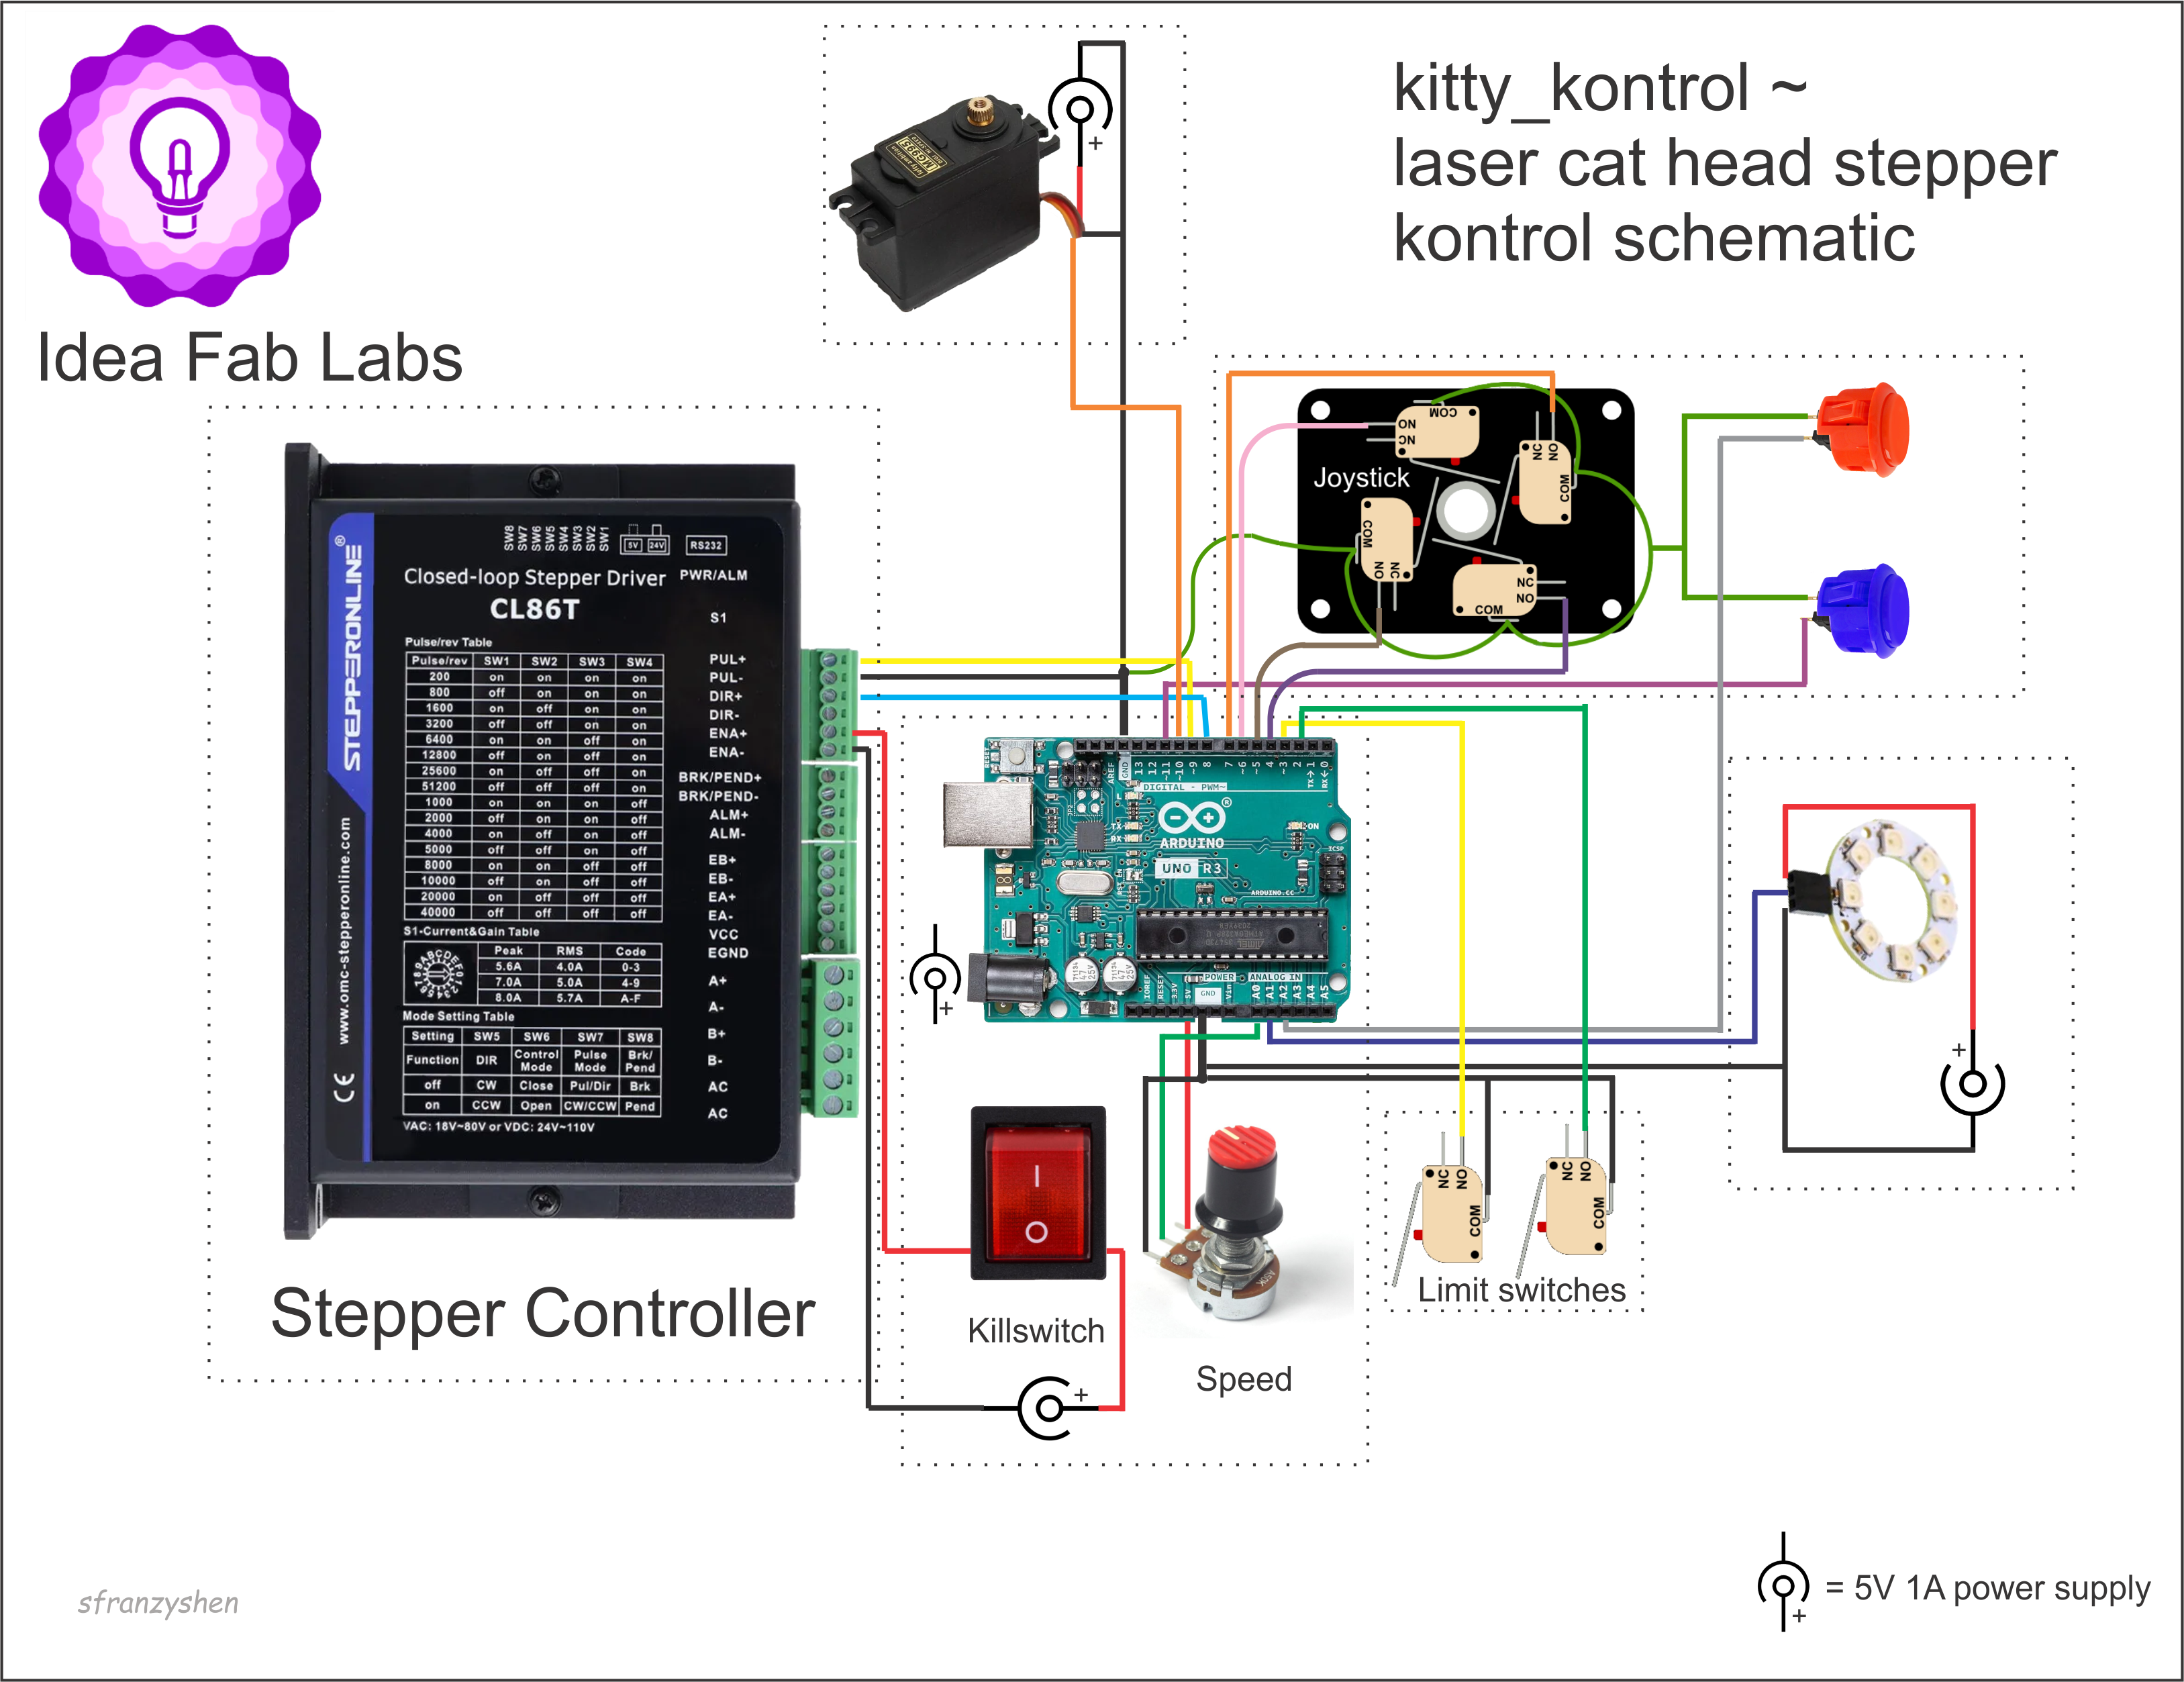 kitty_kontrol ~
laser cat head stepper
kontrol schematic
Idea Fab Labs
MG995
Joystick
COM
NO
NC
NC
NO
COM
COM
NO
NC
NC
NO
COM
STEPPERONLINE®
www.omc-stepperonline.com
CE
SW8
SW7
SW6
SW5
SW4
SW3
SW2
SW1
5V 24V
RS232
Closed-loop Stepper Driver
CL86T
PWR/ALM
S1
Pulse/rev Table
Pulse/rev SW1 SW2 SW3 SW4
200 on on on on
800 off on on on
1600 on off on on
3200 off off on on
6400 on on off on
12800 off on off on
25600 on off off on
51200 off off off on
1000 on on on off
2000 off on on off
4000 on off on off
5000 off off on off
8000 on on off off
10000 off on off off
20000 on off off off
40000 off off off off
S1-Current&Gain Table
Peak RMS Code
5.6A 4.0A 0-3
7.0A 5.0A 4-9
8.0A 5.7A A-F
Mode Setting Table
Setting SW5 SW6 SW7 SW8
Function DIR Control Mode Pulse Mode Brk/Pend
off CW Close Pul/Dir Brk
on CCW Open CW/CCW Pend
VAC: 18V~80V or VDC: 24V~110V
PUL+
PUL-
DIR+
DIR-
ENA+
ENA-
BRK/PEND+
BRK/PEND-
ALM+
ALM-
EB+
EB-
EA+
EA-
VCC
EGND
A+
A-
B+
B-
AC
AC
Stepper Controller
RESET
AREF
GND
13
12
~11
~10
~9
8
7
~6
~5
4
~3
2
TX→1
RX←0
DIGITAL - PWM~
L
TX
RX
ON
ICSP
ARDUINO
UNO R3
ARDUINO.CC
POWER ANALOG IN
IOREF
RESET
3.3V
5V
GND
Vin
A0
A1
A2
A3
A4
A5
47
25V
47
25V
+
+
Killswitch
+
Speed
NC
NO
COM
NC
NO
COM
Limit switches
+
+
= 5V 1A power supply
sfranzyshen